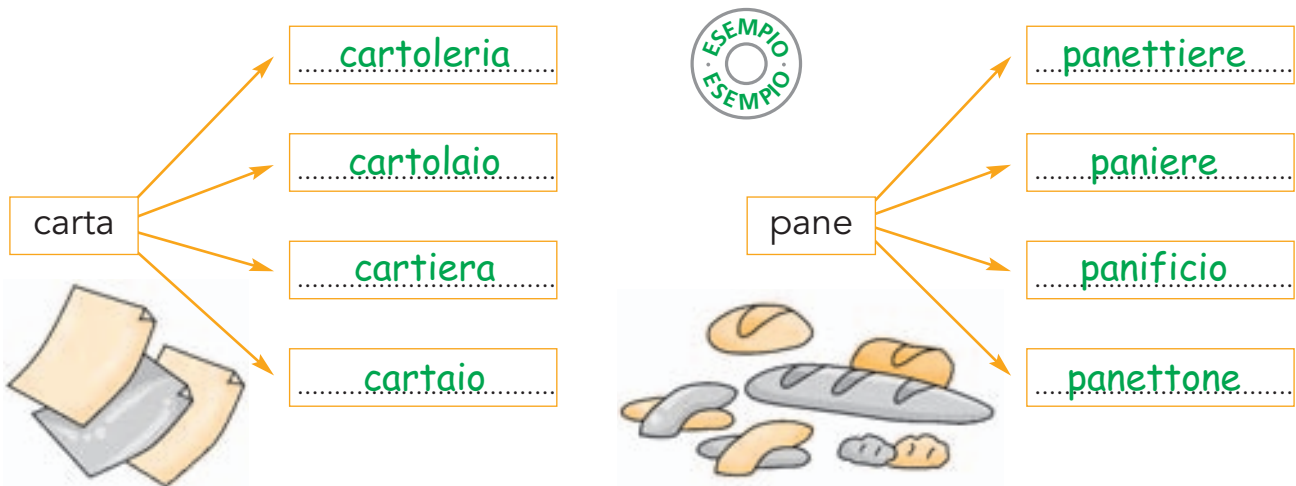 cartoleria
cartolaio
carta
cartiera
cartaio
ESEMPIO · ESEMPIO ·
panettiere
paniere
pane
panificio
panettone